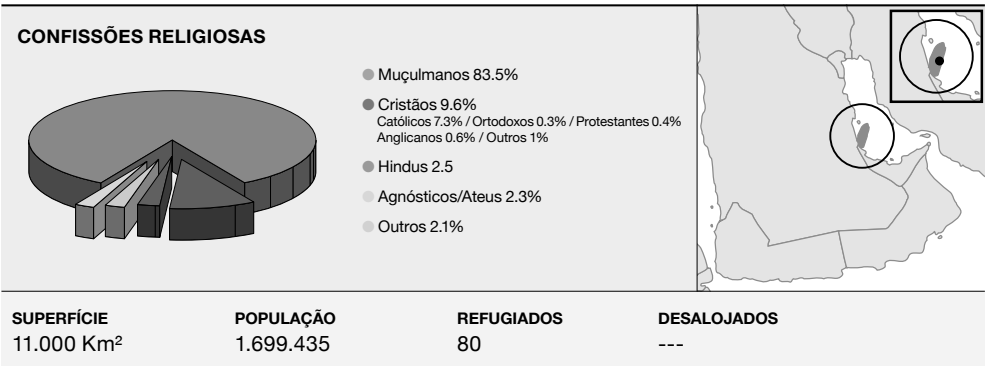 CONFISSÕES RELIGIOSAS
Muçulmanos 83.5%
Cristãos 9.6%
Católicos 7.3% / Ortodoxos 0.3% / Protestantes 0.4%
Anglicanos 0.6% / Outros 1%
Hindus 2.5
Agnósticos/Ateus 2.3%
Outros 2.1%
SUPERFÍCIE
11.000 Km²
POPULAÇÃO
1.699.435
REFUGIADOS
80
DESALOJADOS
---